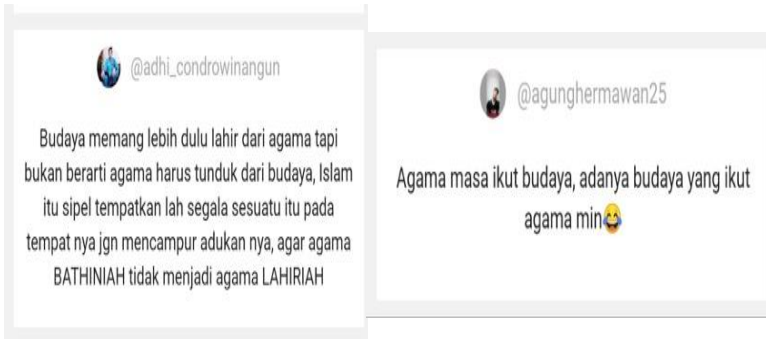 @adhi_condrowinangun
Budaya memang lebih dulu lahir dari agama tapi
bukan berarti agama harus tunduk dari budaya, Islam
itu sipel tempatkan lah segala sesuatu itu pada
tempat nya jgn mencampur adukan nya, agar agama
BATHINIAH tidak menjadi agama LAHIRIAH
@agunghermawan25
Agama masa ikut budaya, adanya budaya yang ikut
agama min😂